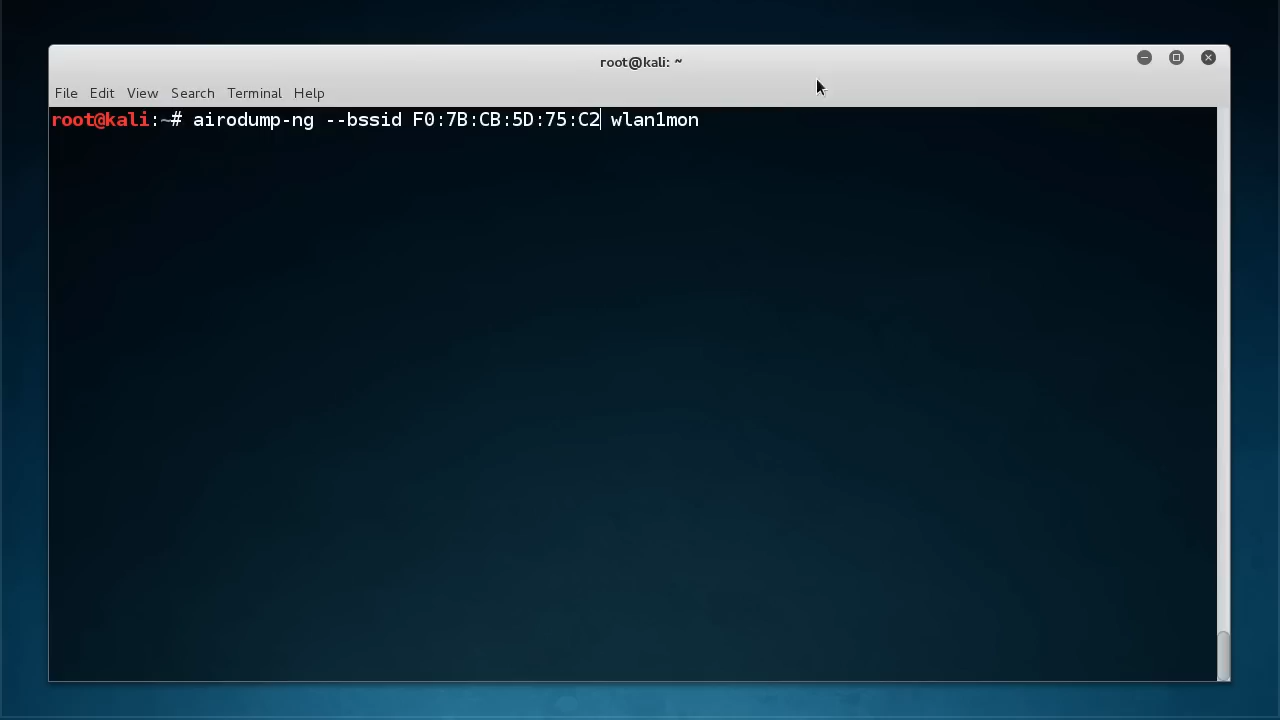 root@kali: ~
File Edit View Search Terminal Help
root@kali:~# airodump-ng --bssid F0:7B:CB:5D:75:C2 wlan1mon